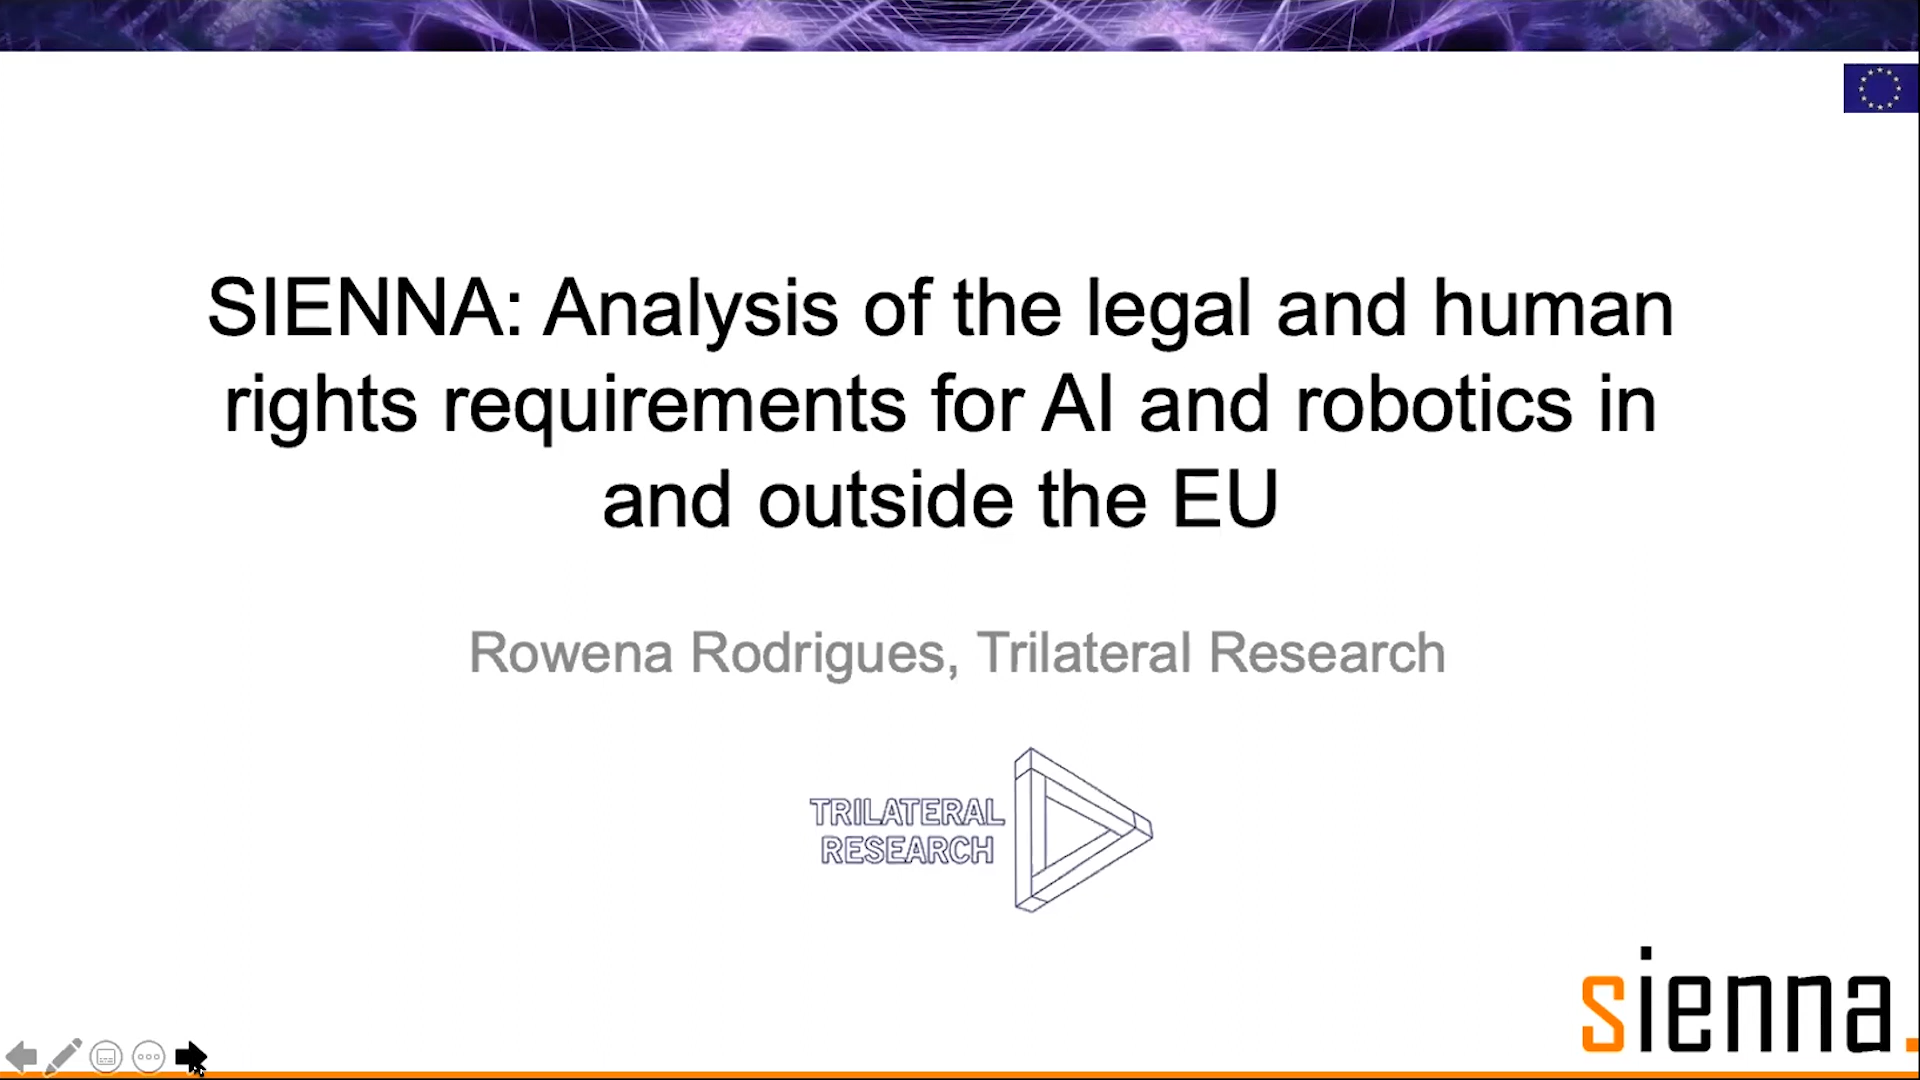 SIENNA: Analysis of the legal and human
rights requirements for AI and robotics in
and outside the EU
Rowena Rodrigues, Trilateral Research
TRILATERAL
RESEARCH
sienna.